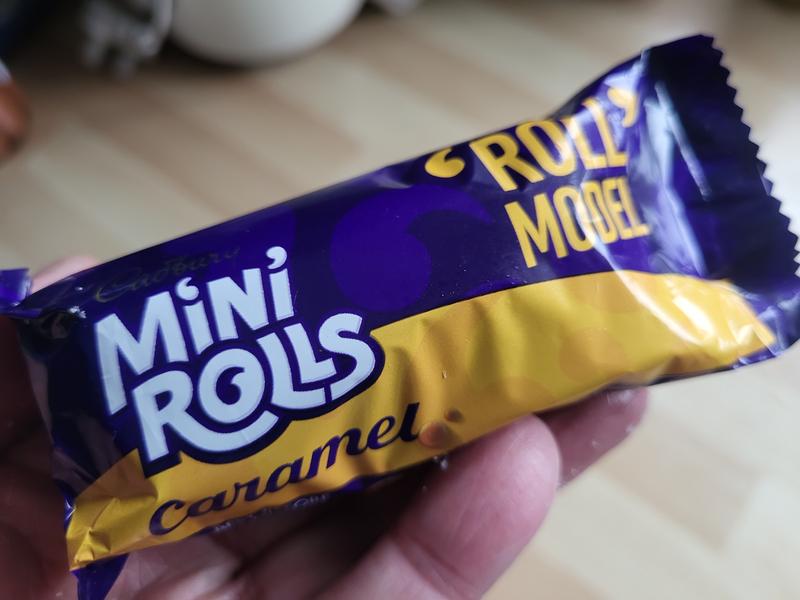 'ROLL'
MODEL
Cadbury
MiNi
ROLLS
caramel